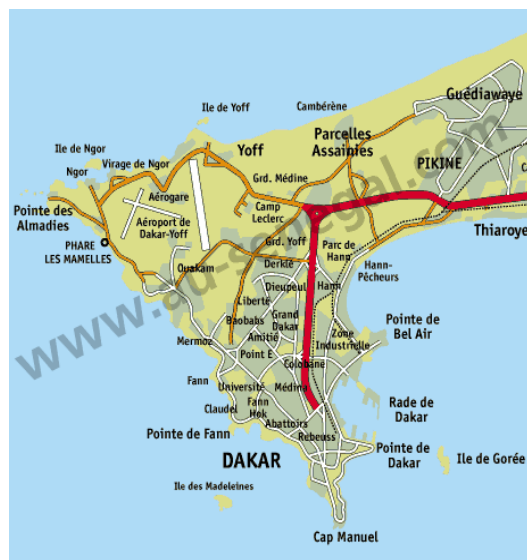 Guédiawaye
Ile de Yoff
Cambérène
Parcelles
Assainies
Ile de Ngor
Virage de Ngor
Yoff
PIKINE
Ngor
Grd. Médine
Aérogare
Camp
Leclerc
Pointe des
Almadies
Aéroport de
Dakar-Yoff
Thiaroye
PHARE
LES MAMELLES
Grd. Yoff
Parc de
Hann
Ouakam
Derklé
Hann-
Pêcheurs
Dieupeul
Hann
Liberté
Baobabs
Grand
Dakar
Pointe de
Bel Air
Amitié
Zone
Industrielle
Mermoz
Point E
Colobane
Fann
Université
Médina
Rade de
Dakar
Claudel
Fann
Hok
Abattoirs
Pointe de Fann
Rebeuss
Pointe de
Dakar
DAKAR
Ile de Gorée
Ile des Madeleines
Cap Manuel
www.au-senegal.com